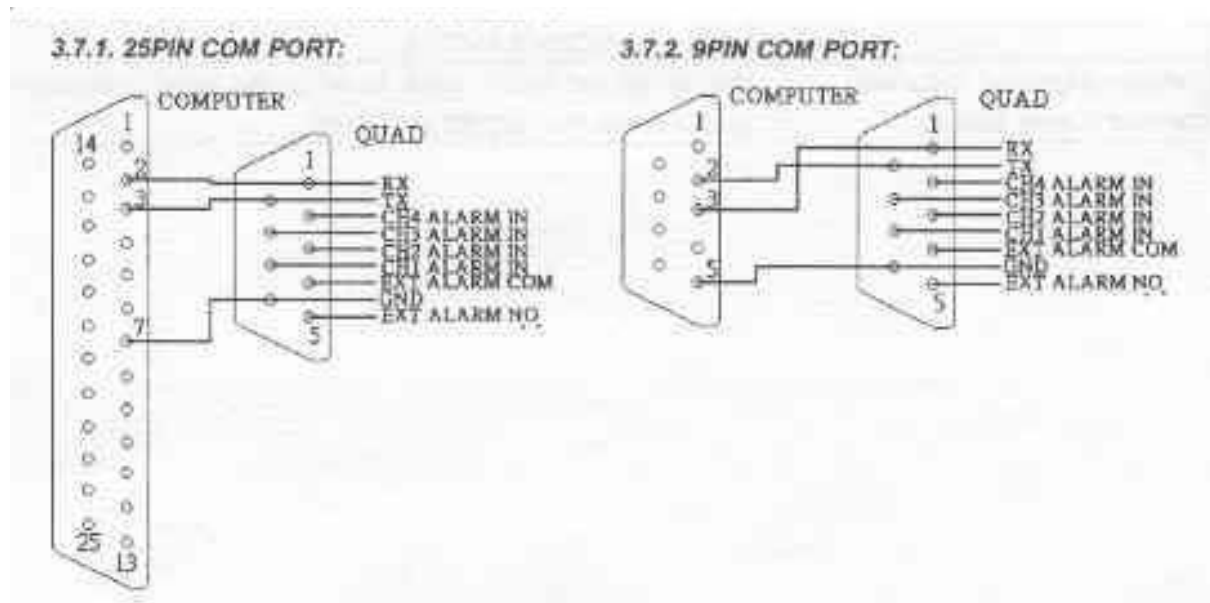 3.7.1. 25PIN COM PORT:
COMPUTER
1
14
2
3
7
25
13
QUAD
1
RX
TX
CH4 ALARM IN
CH3 ALARM IN
CH2 ALARM IN
CH1 ALARM IN
EXT ALARM COM
GND
EXT ALARM NO
5
3.7.2. 9PIN COM PORT:
COMPUTER
1
2
3
5
QUAD
1
RX
TX
CH4 ALARM IN
CH3 ALARM IN
CH2 ALARM IN
CH1 ALARM IN
EXT ALARM COM
GND
EXT ALARM NO
5